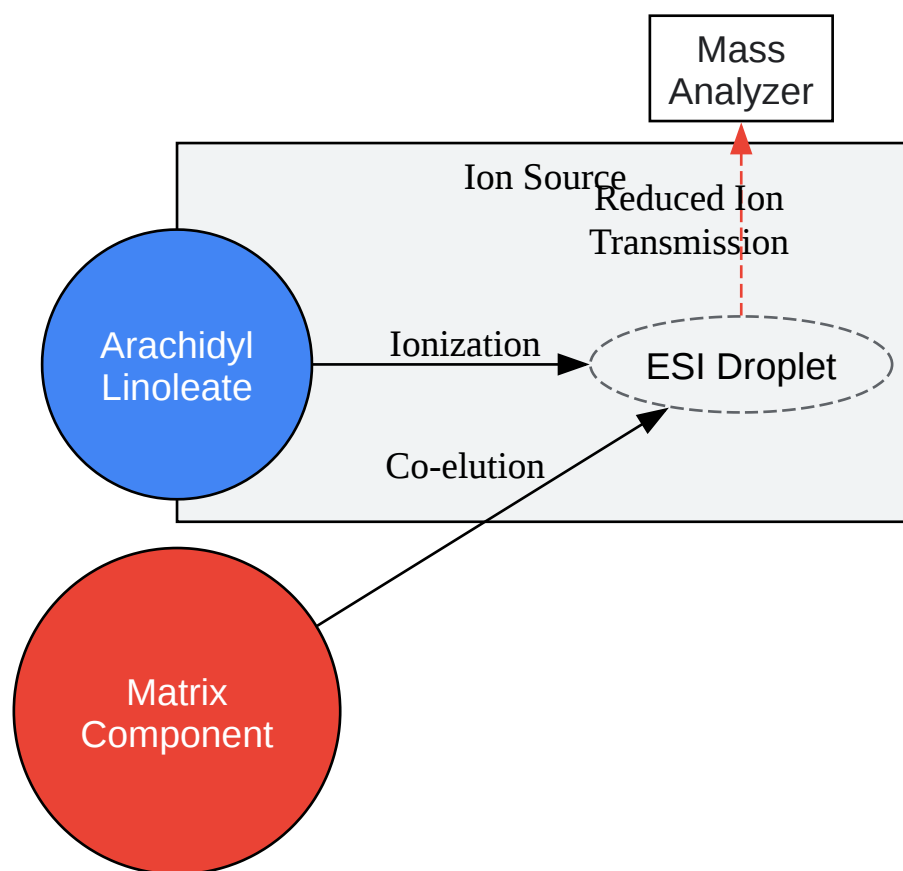 Mass
Analyzer
Ion Source
Reduced Ion
Transmission
Arachidyl
Linoleate
Ionization
ESI Droplet
Co-elution
Matrix
Component